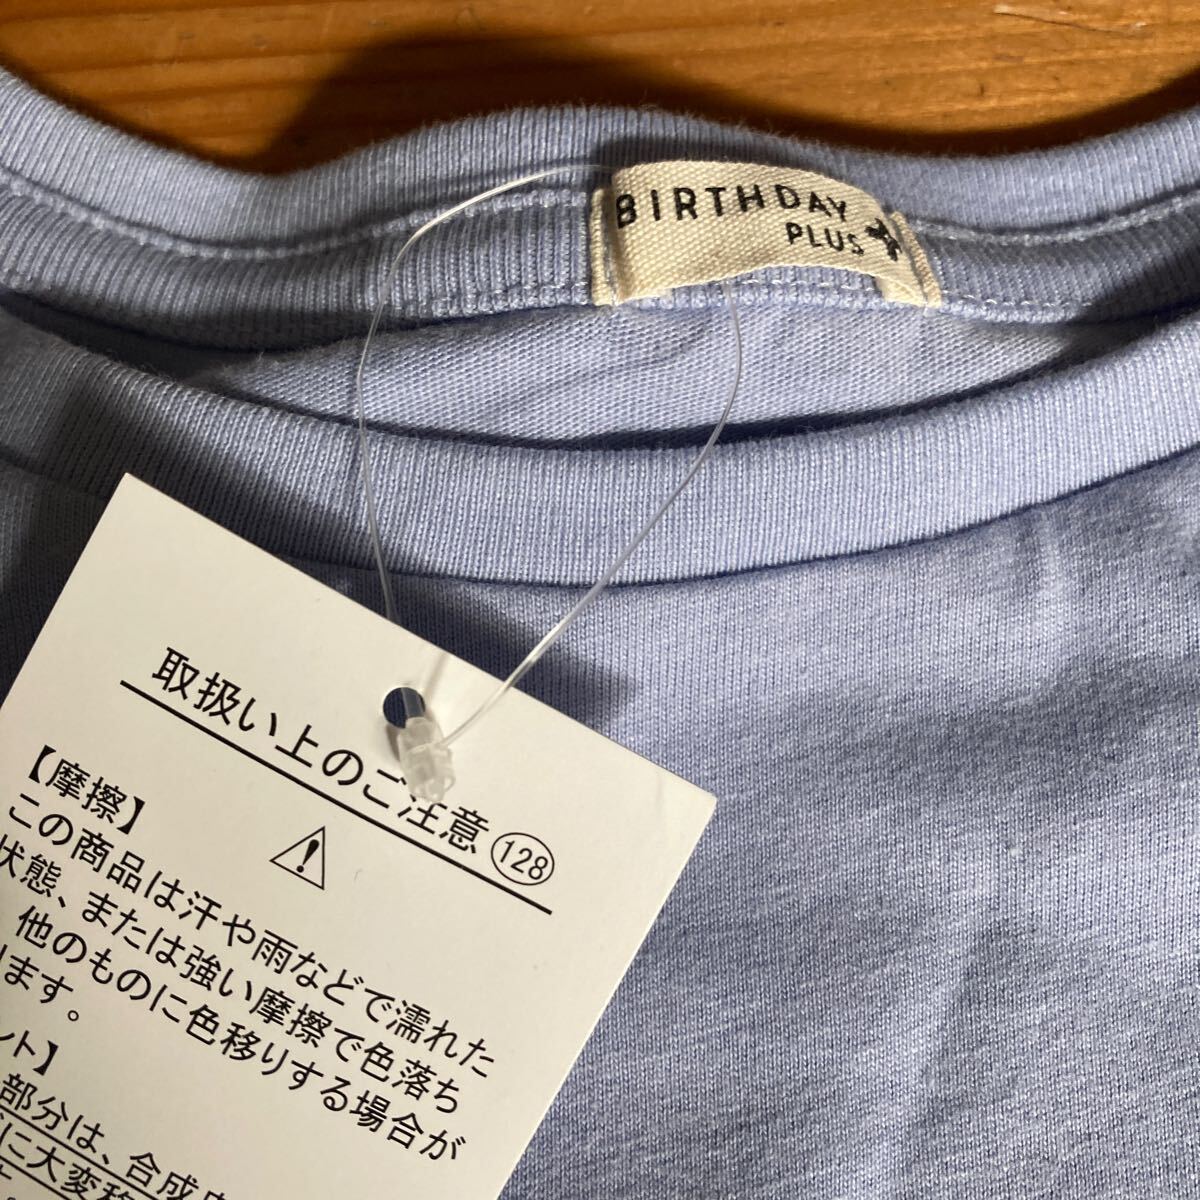 BIRTHDAY
PLUS
取扱い上のご注意 128
【摩擦】
この商品は汗や雨などで濡れた
状態、または強い摩擦で色落ち
他のものに色移りする場合が
ります。
ント】
部分は、合成
に大変移